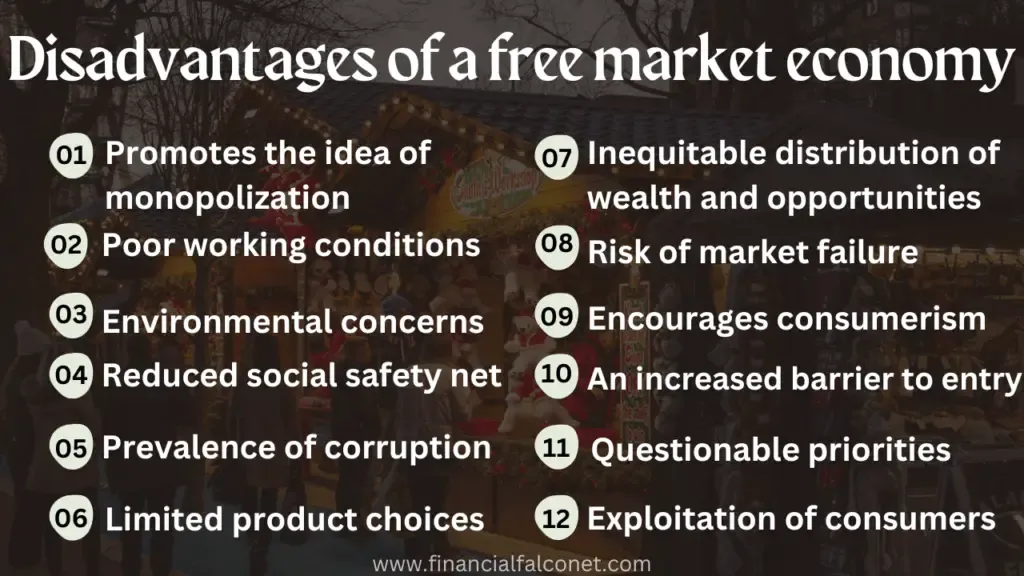 Disadvantages of a free market economy
01 Promotes the idea of
monopolization
02 Poor working conditions
03 Environmental concerns
04 Reduced social safety net
05 Prevalence of corruption
06 Limited product choices
07 Inequitable distribution of
wealth and opportunities
08 Risk of market failure
09 Encourages consumerism
10 An increased barrier to entry
11 Questionable priorities
12 Exploitation of consumers
www.financialfalconet.com